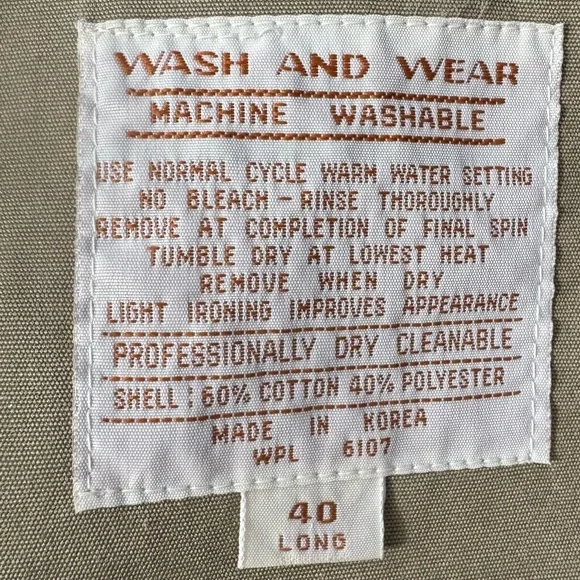 WASH AND WEAR
MACHINE WASHABLE
USE NORMAL CYCLE WARM WATER SETTING
NO BLEACH - RINSE THOROUGHLY
REMOVE AT COMPLETION OF FINAL SPIN
TUMBLE DRY AT LOWEST HEAT
REMOVE WHEN DRY
LIGHT IRONING IMPROVES APPEARANCE
PROFESSIONALLY DRY CLEANABLE
SHELL : 60% COTTON 40% POLYESTER
MADE IN KOREA
WPL 6107
40
LONG